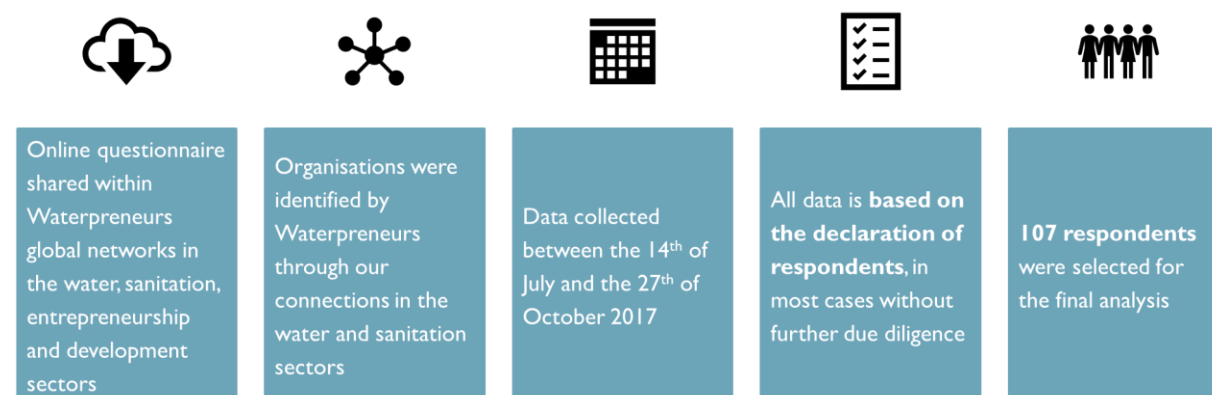 Online questionnaire
shared within
Waterpreneurs
global networks in
the water, sanitation,
entrepreneurship
and development
sectors
Organisations were
identified by
Waterpreneurs
through our
connections in the
water and sanitation
sectors
Data collected
between the 14th of
July and the 27th of
October 2017
All data is based on
the declaration of
respondents, in
most cases without
further due diligence
107 respondents
were selected for
the final analysis